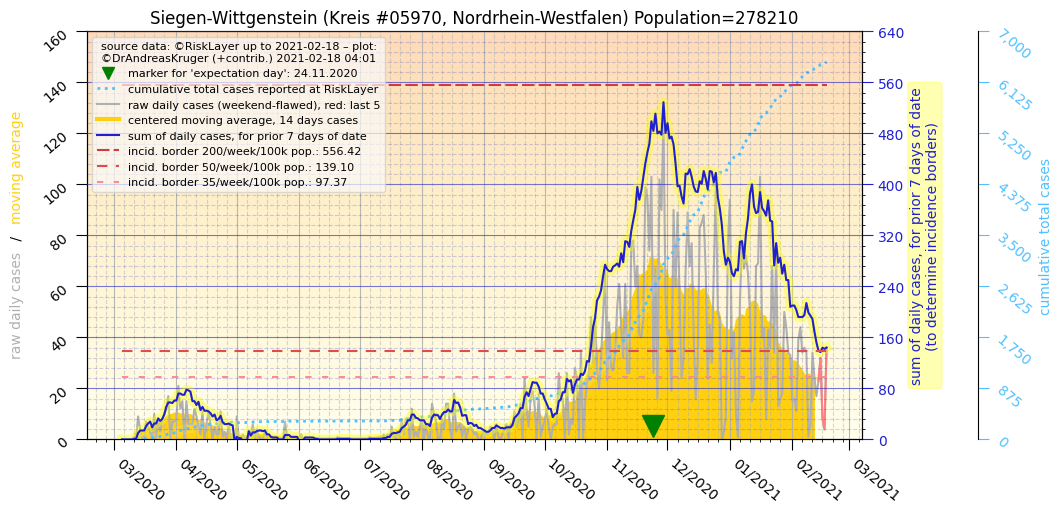 Siegen-Wittgenstein (Kreis #05970, Nordrhein-Westfalen) Population=278210
source data: ©RiskLayer up to 2021-02-18 – plot:
©DrAndreasKruger (+contrib.) 2021-02-18 04:01
marker for 'expectation day': 24.11.2020
cumulative total cases reported at RiskLayer
raw daily cases (weekend-flawed), red: last 5
centered moving average, 14 days cases
sum of daily cases, for prior 7 days of date
incid. border 200/week/100k pop.: 556.42
incid. border 50/week/100k pop.: 139.10
incid. border 35/week/100k pop.: 97.37
raw daily cases / moving average
160
140
120
100
80
60
40
20
0
640
560
480
400
320
240
160
80
0
sum of daily cases, for prior 7 days of date
(to determine incidence borders)
7,000
6,125
5,250
4,375
3,500
2,625
1,750
875
0
cumulative total cases
03/2020
04/2020
05/2020
06/2020
07/2020
08/2020
09/2020
10/2020
11/2020
12/2020
01/2021
02/2021
03/2021